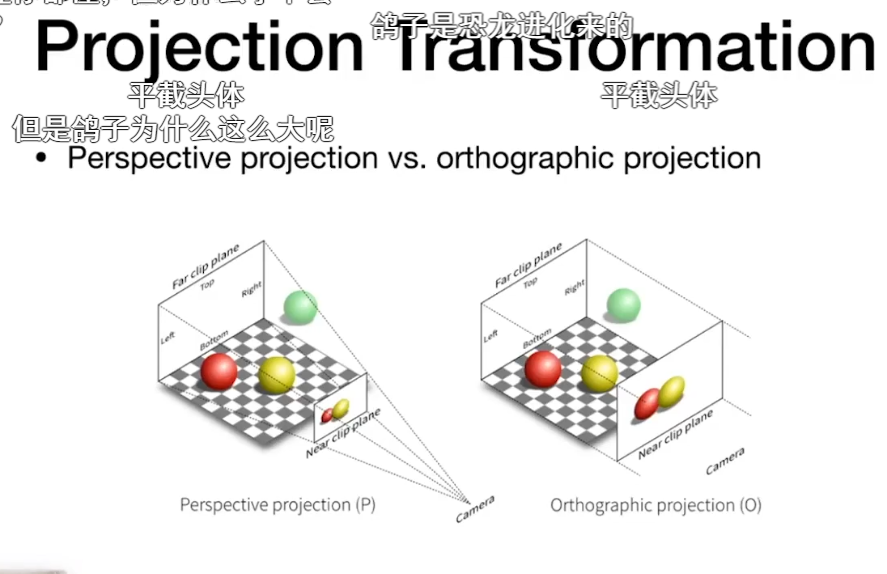 鸽子是恐龙进化来的
Projection Transformation
平截头体 平截头体
但是鸽子为什么这么大呢
• Perspective projection vs. orthographic projection
Far clip plane
Top
Right
Left
Bottom
Near clip plane
Camera
Perspective projection (P)
Far clip plane
Top
Right
Left
Bottom
Near clip plane
Camera
Orthographic projection (O)